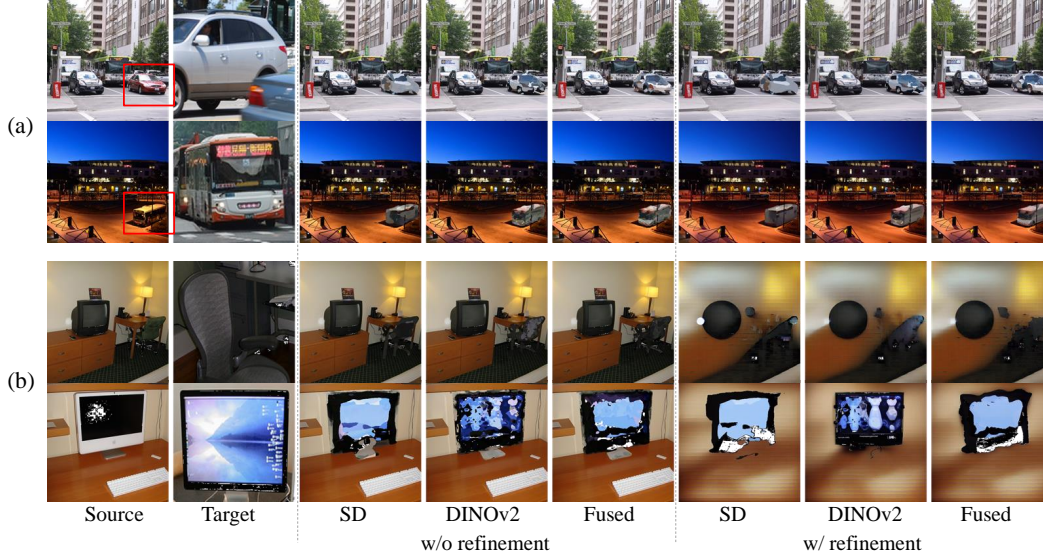 (a)
(b)
Source Target SD DINOv2 Fused SD DINOv2 Fused
w/o refinement w/ refinement